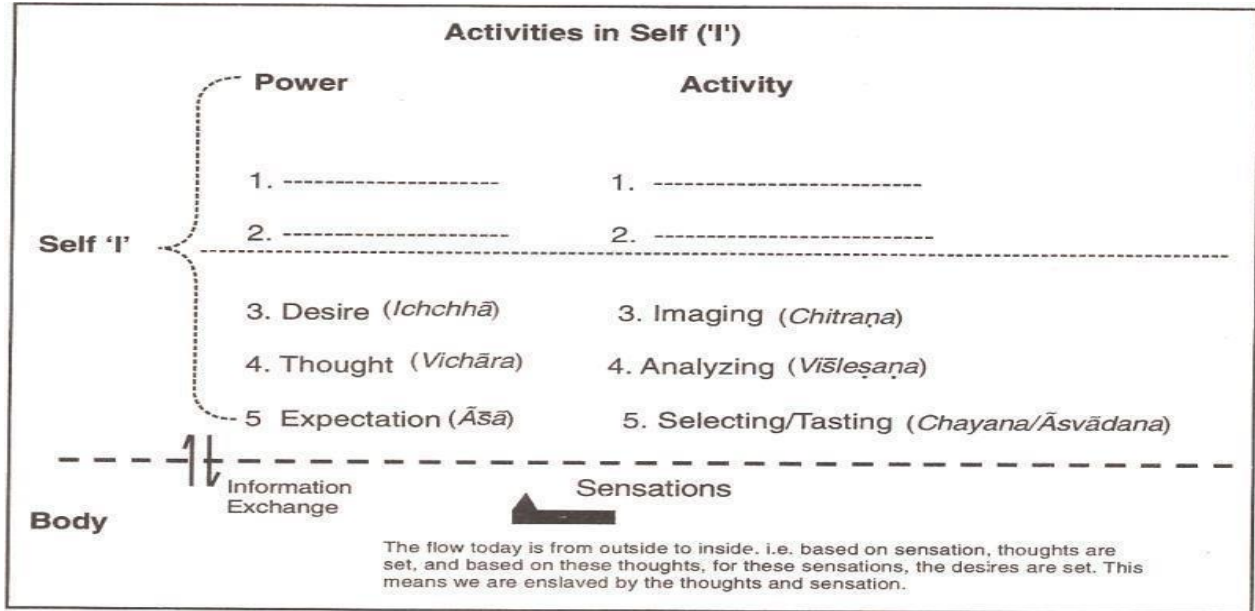 Activities in Self ('I')
Power Activity
1. ---------------------- 1. ---------------------------
2. ----------------------- 2. ----------------------------
Self ‘I’
3. Desire (Ichchhā) 3. Imaging (Chitraṇa)
4. Thought (Vichāra) 4. Analyzing (Viśleṣaṇa)
5 Expectation (Āśā) 5. Selecting/Tasting (Chayana/Āsvādana)
Information
Exchange
Sensations
Body
The flow today is from outside to inside. i.e. based on sensation, thoughts are
set, and based on these thoughts, for these sensations, the desires are set. This
means we are enslaved by the thoughts and sensation.